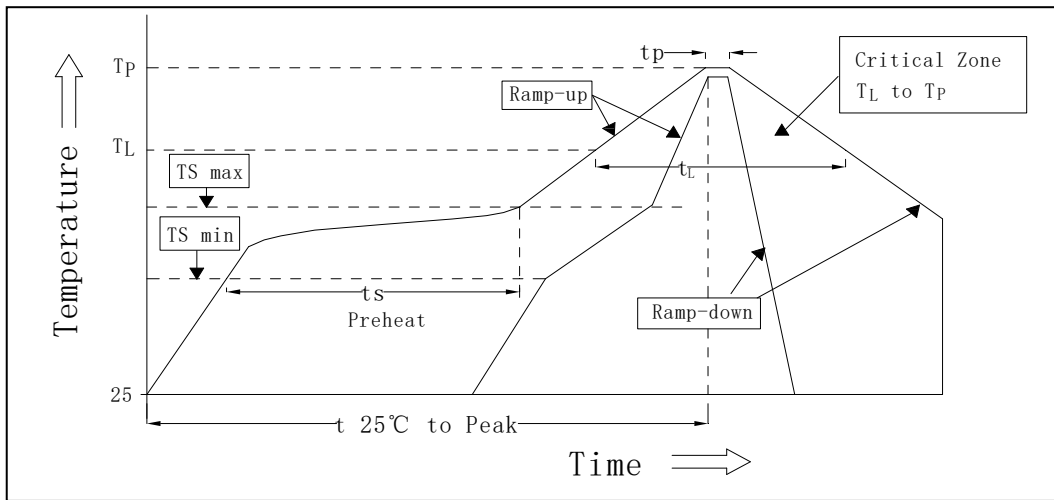 tp
TP
Critical Zone
TL to TP
Ramp-up
TL
tL
TS max
TS min
ts
Preheat
Ramp-down
25
t 25℃ to Peak
Time
Temperature